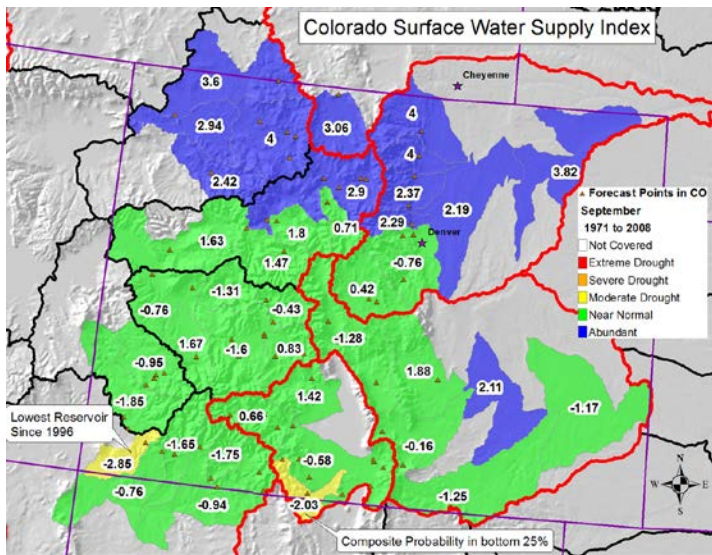 Colorado Surface Water Supply Index
Cheyenne
3.6
3.06
4
2.94
4
4
3.82
2.42
2.9
2.37
2.19
2.29
Denver
1.63
1.8
0.71
1.47
-0.76
-1.31
0.42
-0.76
-0.43
-1.28
1.67
-1.6
0.83
-0.95
1.88
2.11
-1.85
1.42
-1.17
0.66
Lowest Reservoir
Since 1996
-1.65
-1.75
-0.16
-2.85
-0.58
-0.76
-0.94
-2.03
-1.25
Composite Probability in bottom 25%
Forecast Points in CO
September
1971 to 2008
Not Covered
Extreme Drought
Severe Drought
Moderate Drought
Near Normal
Abundant
N
W E
S